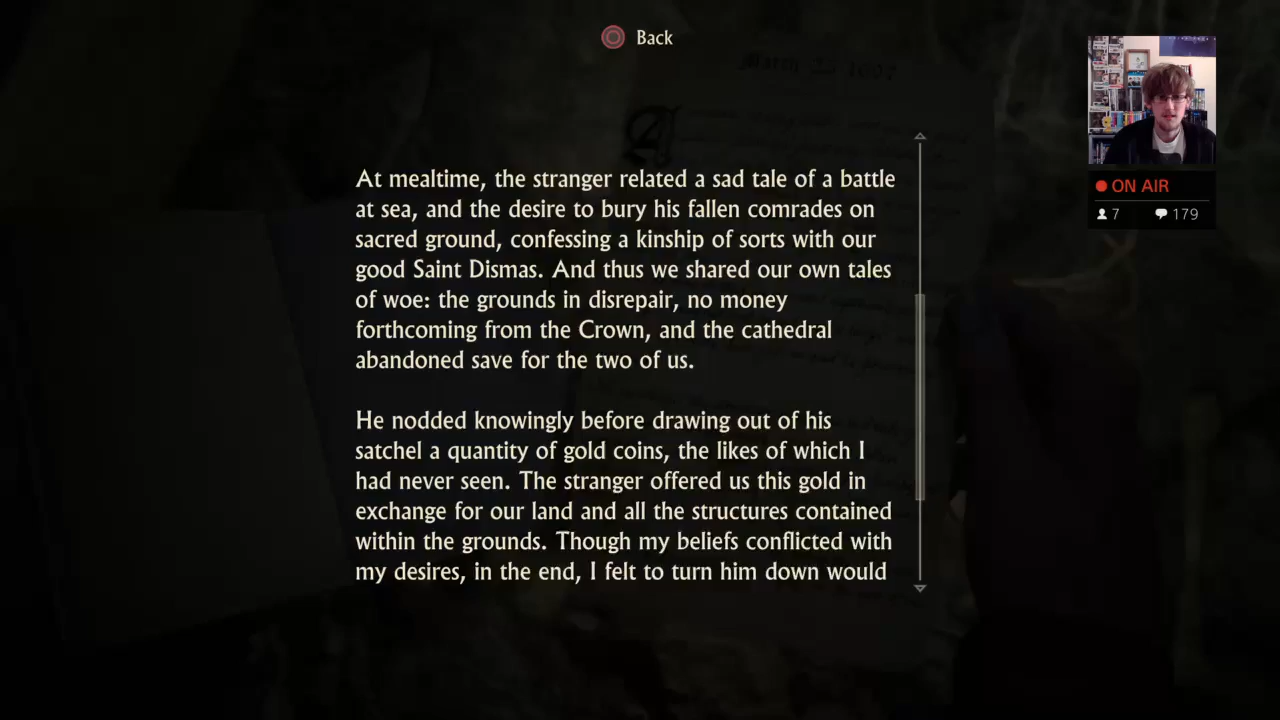 Back
ON AIR
7 179
At mealtime, the stranger related a sad tale of a battle
at sea, and the desire to bury his fallen comrades on
sacred ground, confessing a kinship of sorts with our
good Saint Dismas. And thus we shared our own tales
of woe: the grounds in disrepair, no money
forthcoming from the Crown, and the cathedral
abandoned save for the two of us.
He nodded knowingly before drawing out of his
satchel a quantity of gold coins, the likes of which I
had never seen. The stranger offered us this gold in
exchange for our land and all the structures contained
within the grounds. Though my beliefs conflicted with
my desires, in the end, I felt to turn him down would